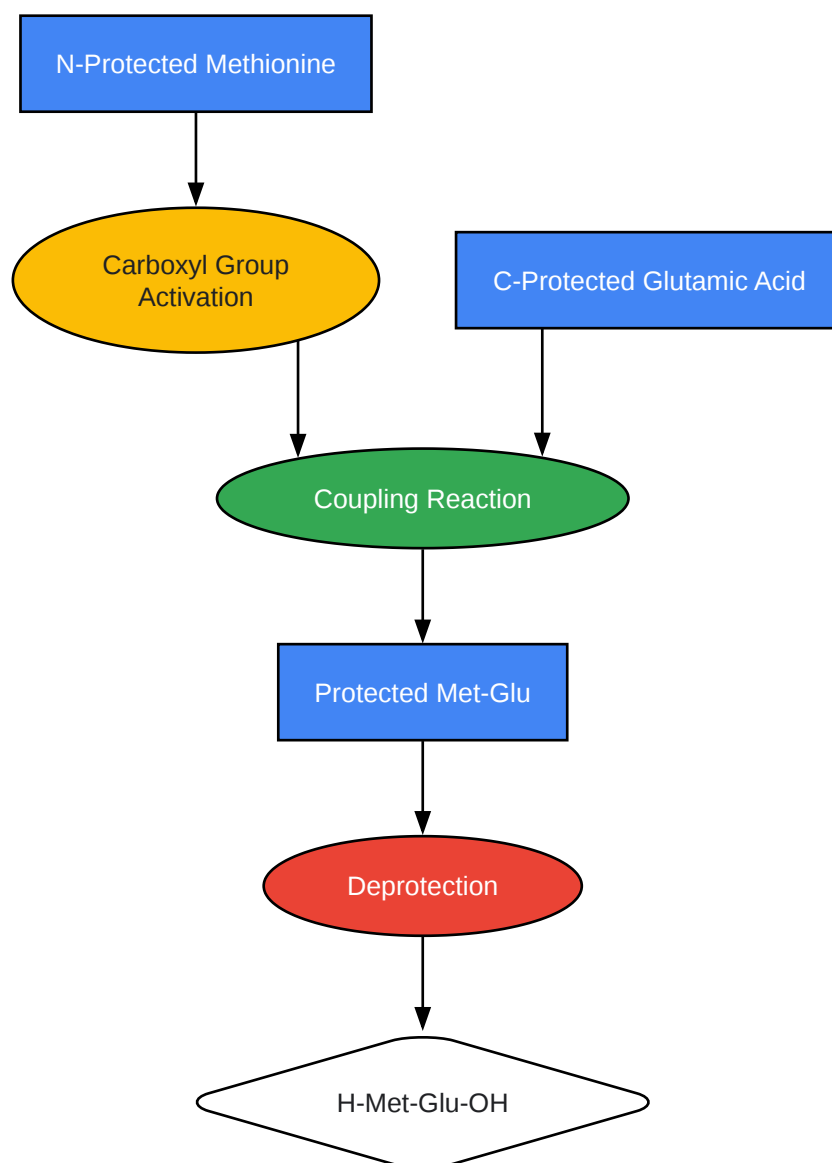 N-Protected Methionine
Carboxyl Group
Activation
C-Protected Glutamic Acid
Coupling Reaction
Protected Met-Glu
Deprotection
H-Met-Glu-OH